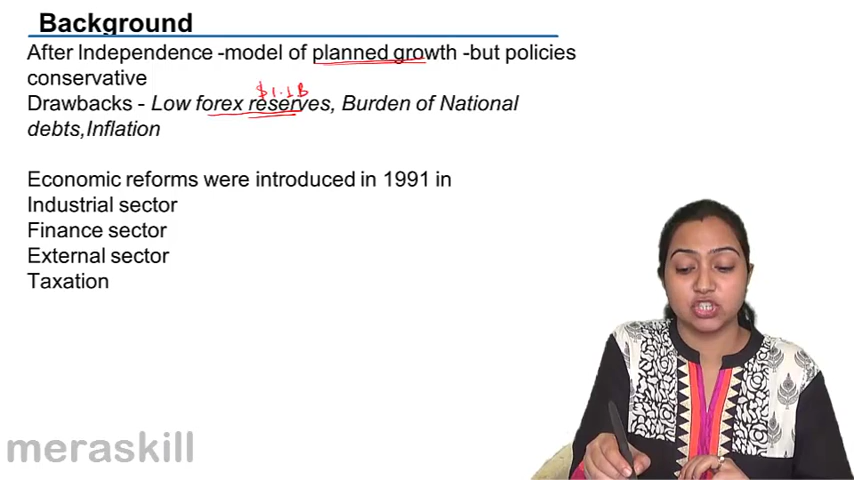 Background
After Independence -model of planned growth -but policies
conservative
$1.1B
Drawbacks - Low forex reserves, Burden of National
debts,Inflation
Economic reforms were introduced in 1991 in
Industrial sector
Finance sector
External sector
Taxation
meraskill